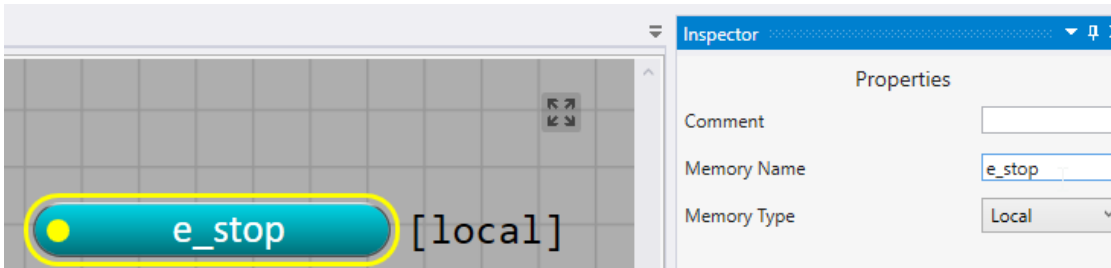 Inspector
Properties
Comment
Memory Name e_stop
Memory Type Local
e_stop [local]